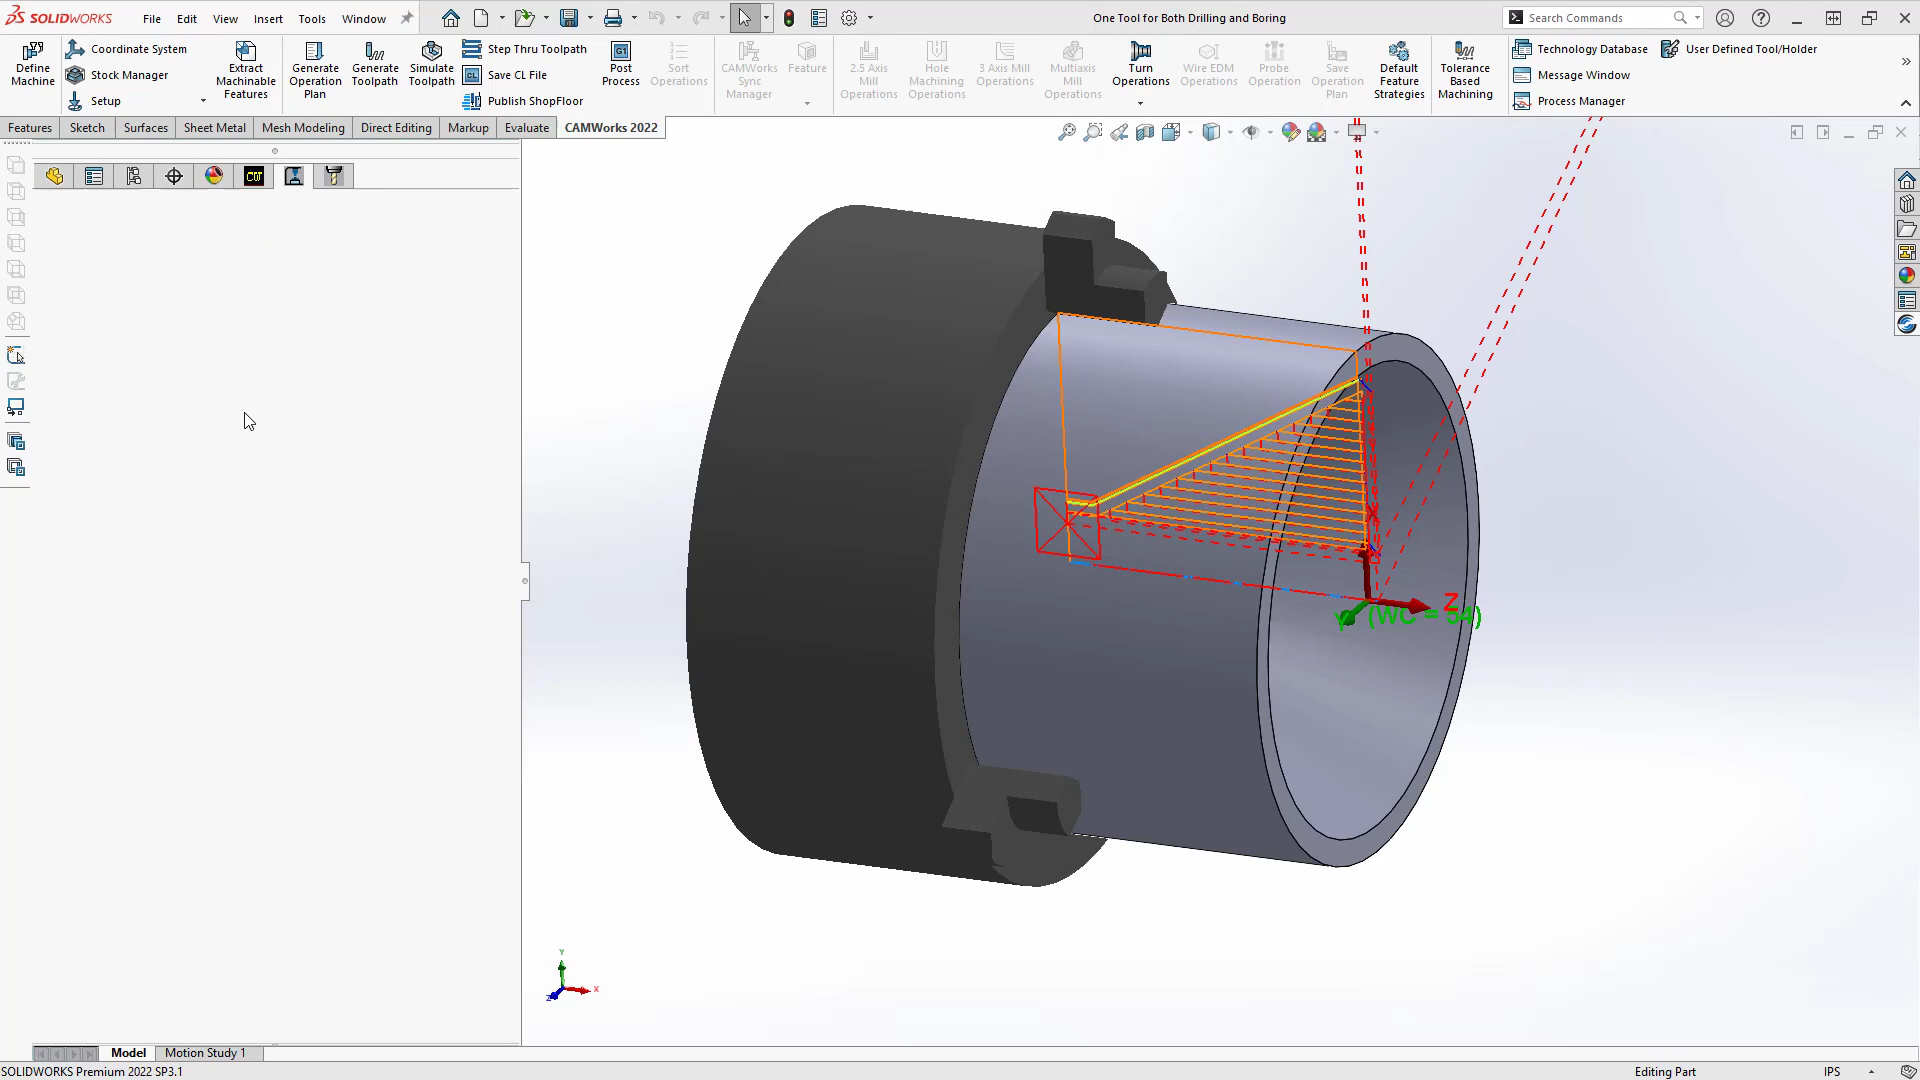 SOLIDWORKS File Edit View Insert Tools Window One Tool for Both Drilling and Boring Search Commands
Define Machine
Coordinate System
Stock Manager
Setup
Extract Machinable Features
Generate Operation Plan
Generate Toolpath
Simulate Toolpath
Step Thru Toolpath
Save CL File
Publish ShopFloor
G1
CL
Post Process
Sort Operations
CAMWorks Sync Manager
Feature
2.5 Axis Mill Operations
Hole Machining Operations
3 Axis Mill Operations
Multiaxis Mill Operations
Turn Operations
Wire EDM Operations
Probe Operation
Save Operation Plan
Default Feature Strategies
Tolerance Based Machining
Technology Database
Message Window
Process Manager
User Defined Tool/Holder
Features Sketch Surfaces Sheet Metal Mesh Modeling Direct Editing Markup Evaluate CAMWorks 2022
CW
Z
Y (WC = 54)
Y
X
Z
Model Motion Study 1
SOLIDWORKS Premium 2022 SP3.1 Editing Part IPS